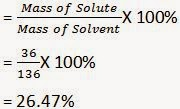 = Mass of Solute / Mass of Solvent X 100%
= 36/136 X 100%
= 26.47%